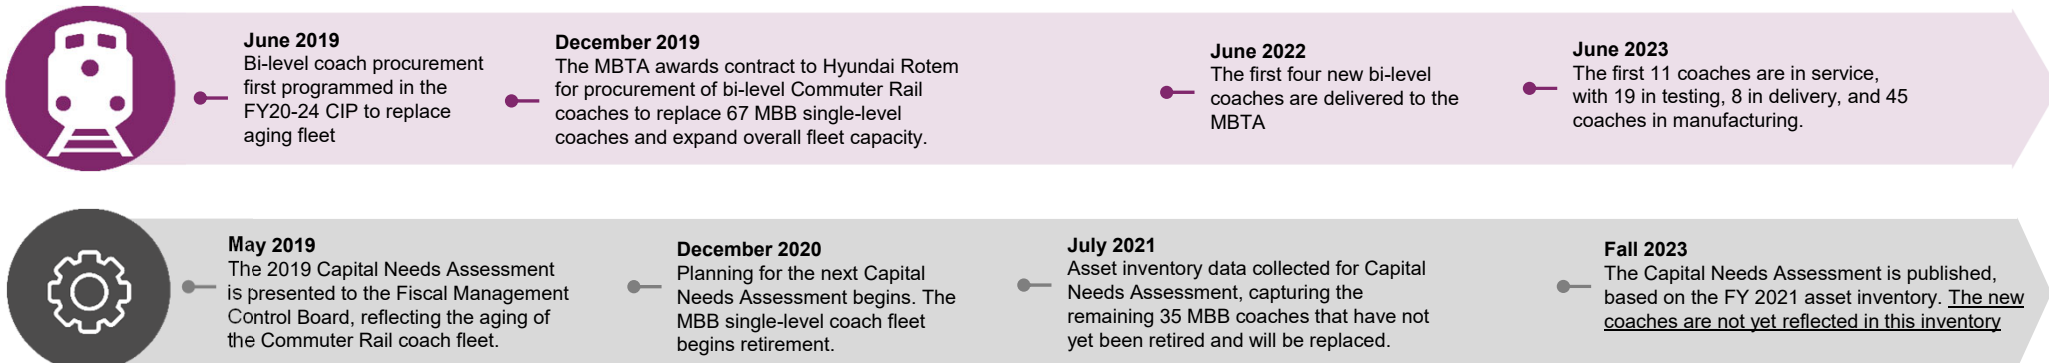 June 2019
Bi-level coach procurement
first programmed in the
FY20-24 CIP to replace
aging fleet
December 2019
The MBTA awards contract to Hyundai Rotem
for procurement of bi-level Commuter Rail
coaches to replace 67 MBB single-level
coaches and expand overall fleet capacity.
June 2022
The first four new bi-level
coaches are delivered to the
MBTA
June 2023
The first 11 coaches are in service,
with 19 in testing, 8 in delivery, and 45
coaches in manufacturing.
May 2019
The 2019 Capital Needs Assessment
is presented to the Fiscal Management
Control Board, reflecting the aging of
the Commuter Rail coach fleet.
December 2020
Planning for the next Capital
Needs Assessment begins. The
MBB single-level coach fleet
begins retirement.
July 2021
Asset inventory data collected for Capital
Needs Assessment, capturing the
remaining 35 MBB coaches that have not
yet been retired and will be replaced.
Fall 2023
The Capital Needs Assessment is published,
based on the FY 2021 asset inventory. The new
coaches are not yet reflected in this inventory